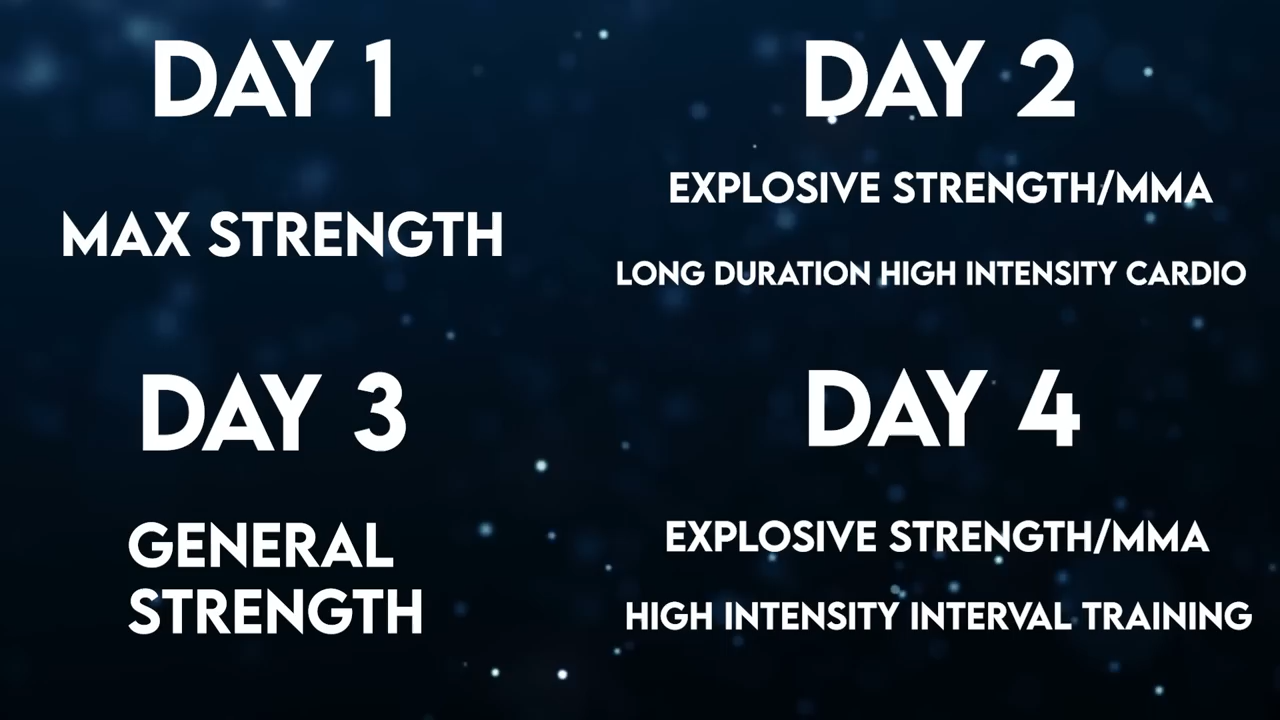 DAY 1
MAX STRENGTH
DAY 2
EXPLOSIVE STRENGTH/MMA
LONG DURATION HIGH INTENSITY CARDIO
DAY 3
GENERAL
STRENGTH
DAY 4
EXPLOSIVE STRENGTH/MMA
HIGH INTENSITY INTERVAL TRAINING